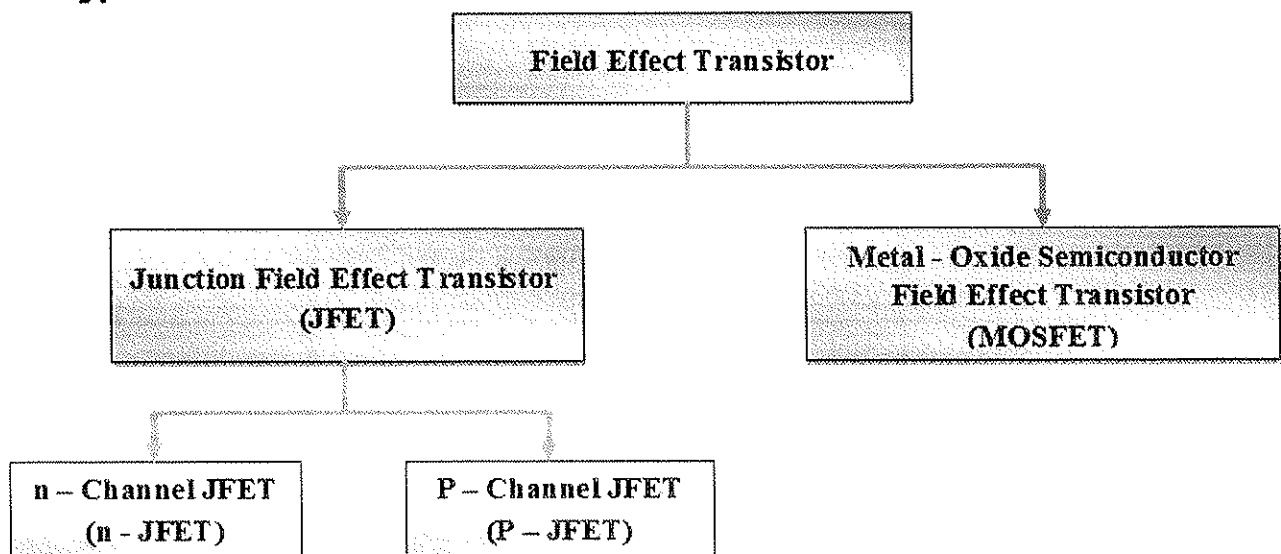 Field Effect Transistor
Junction Field Effect Transistor
(JFET)
Metal - Oxide Semiconductor
Field Effect Transistor
(MOSFET)
n – Channel JFET
(n - JFET)
P – Channel JFET
(P – JFET)